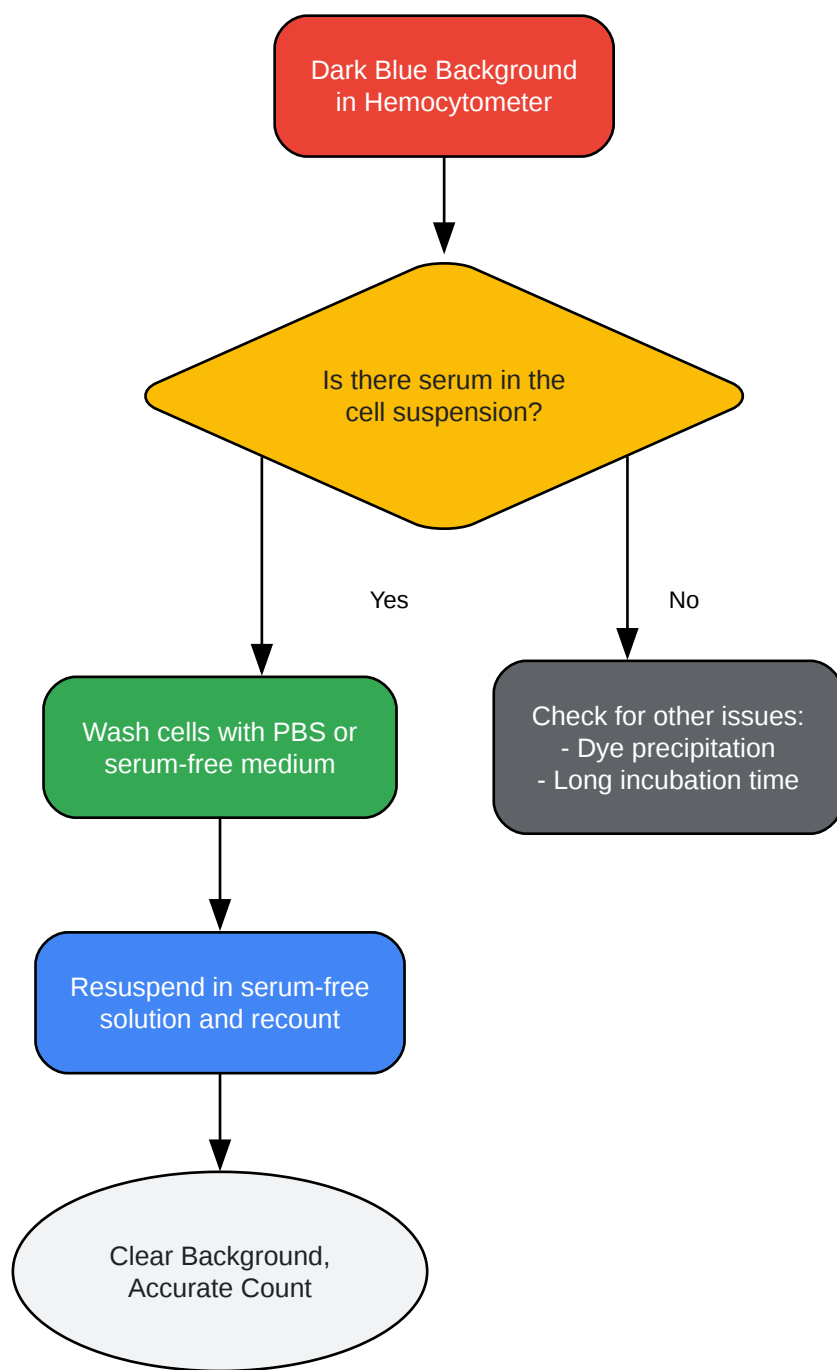 Dark Blue Background
in Hemocytometer
Is there serum in the
cell suspension?
Yes
No
Wash cells with PBS or
serum-free medium
Check for other issues:
- Dye precipitation
- Long incubation time
Resuspend in serum-free
solution and recount
Clear Background,
Accurate Count